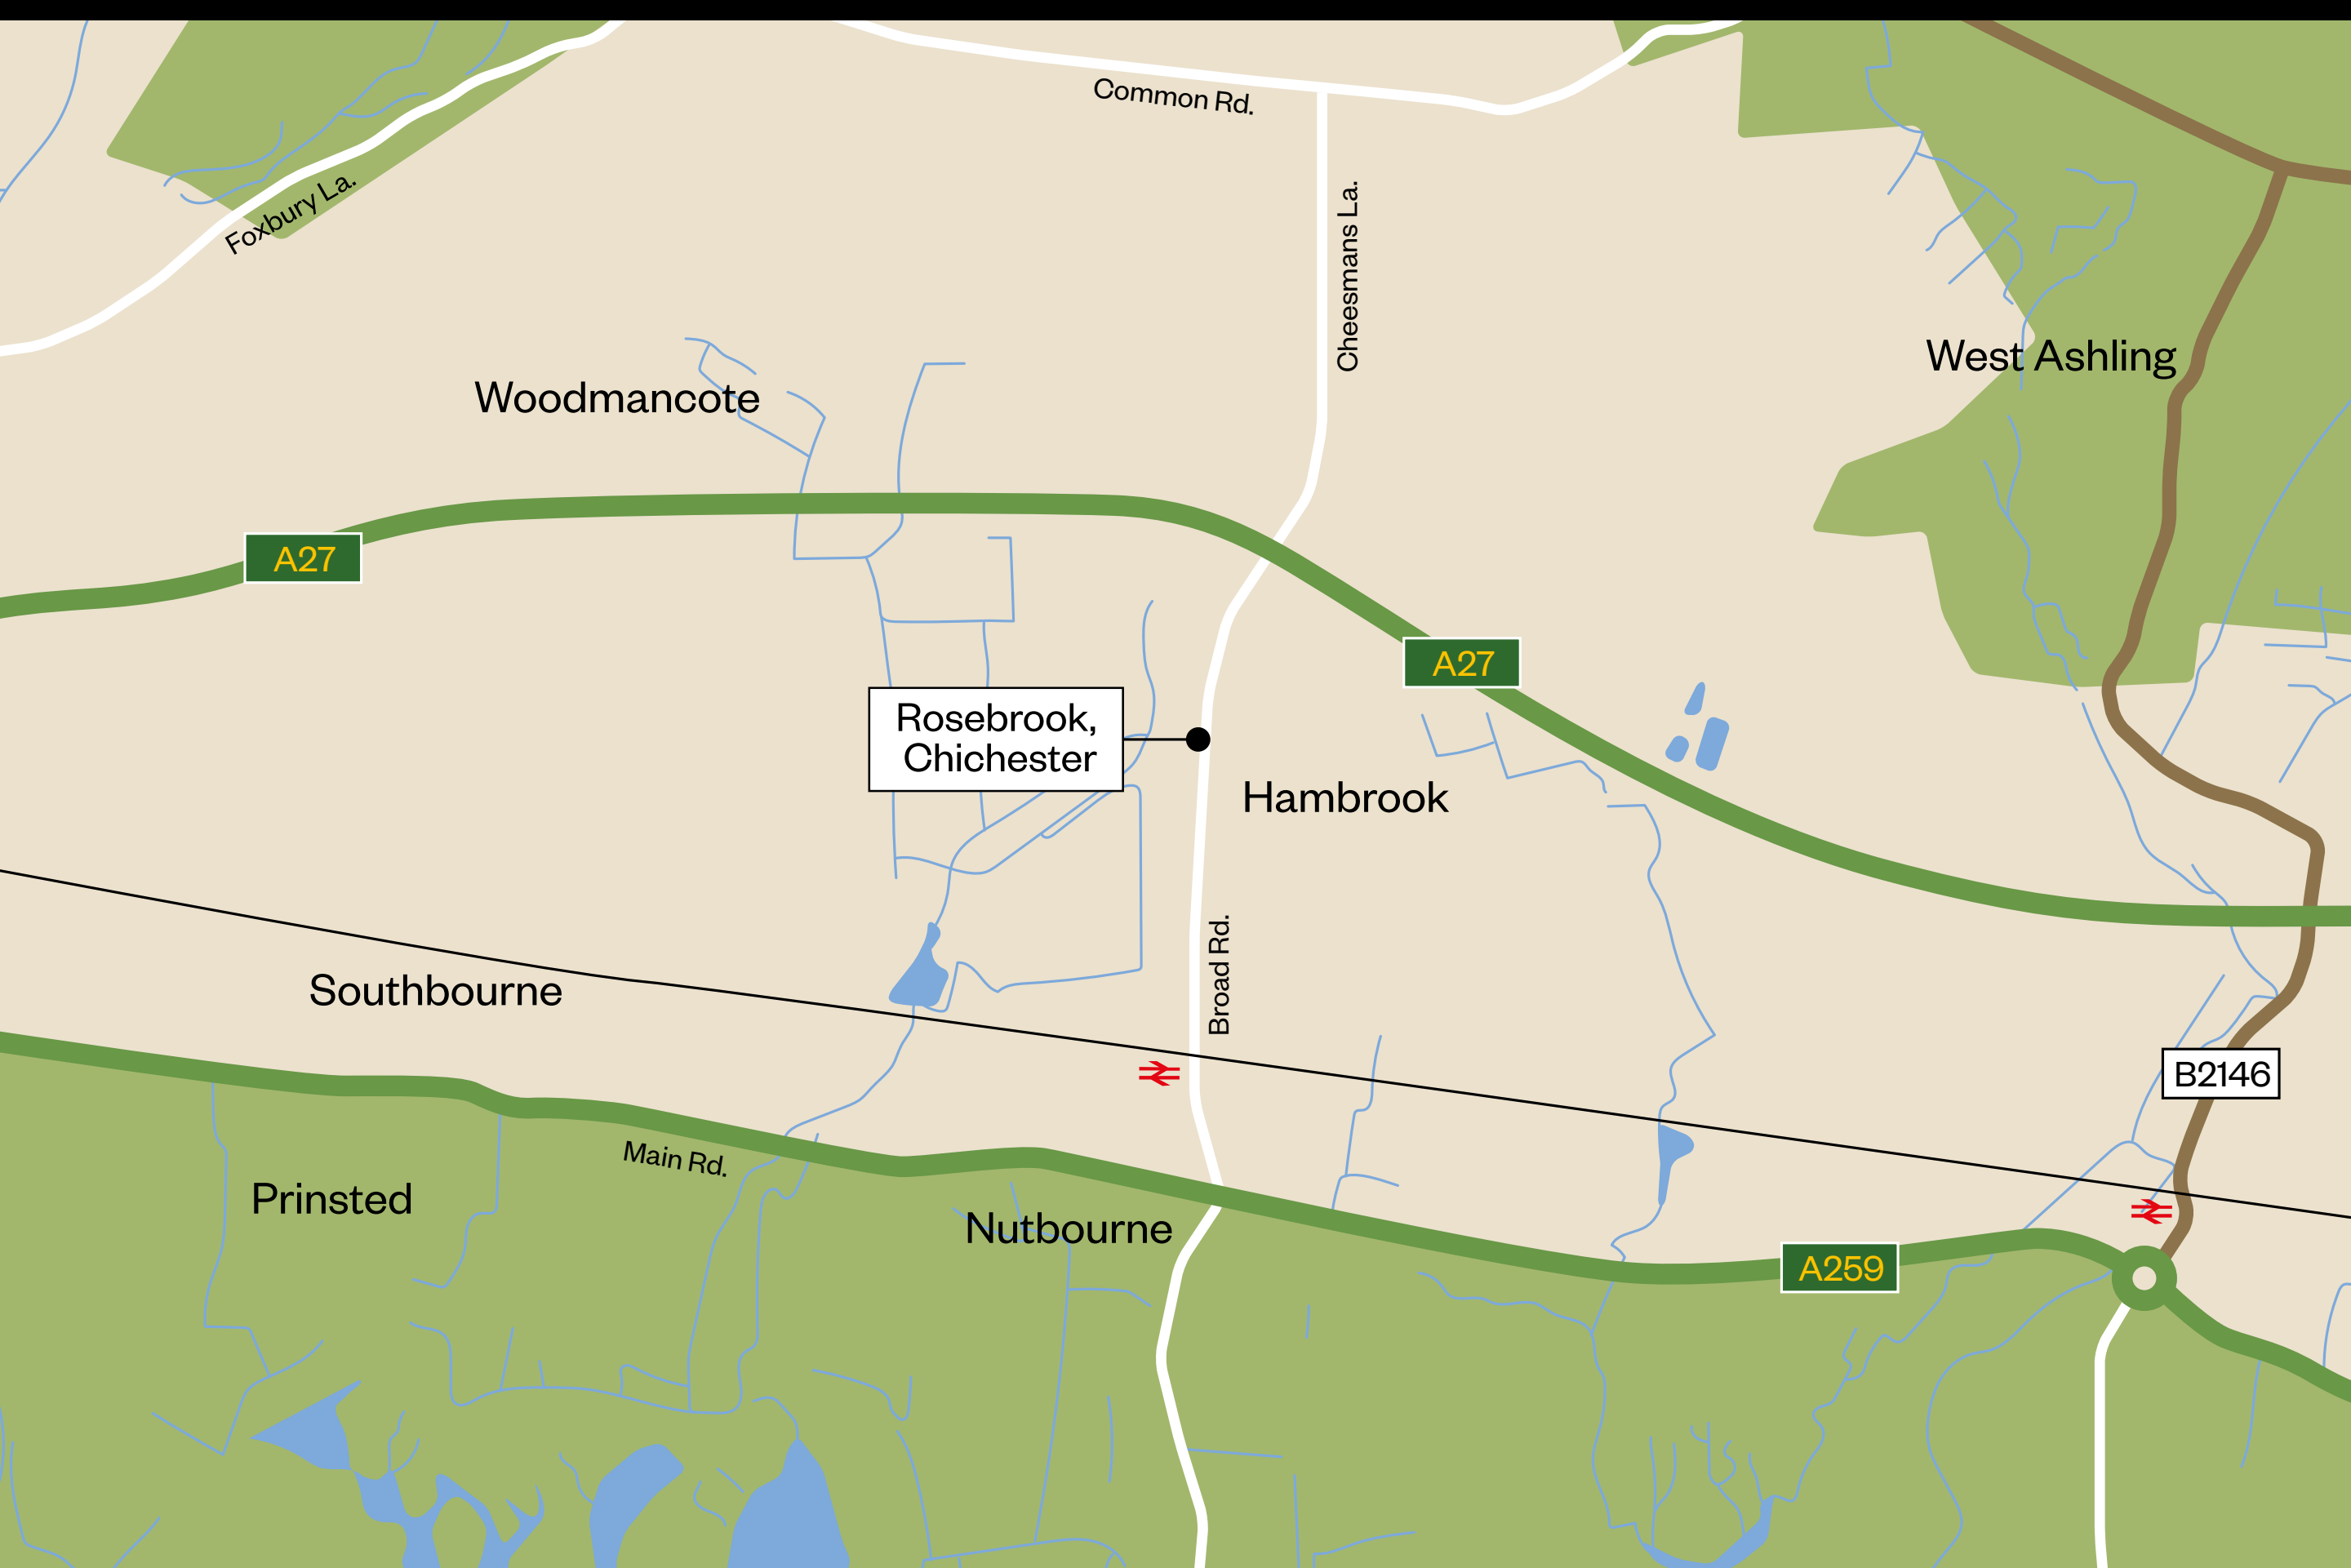 Common Rd.
Foxbury La.
Cheesmans La.
West Ashling
Woodmancote
A27
A27
Rosebrook,
Chichester
Hambrook
Broad Rd.
Southbourne
B2146
Main Rd.
Prinsted
Nutbourne
A259